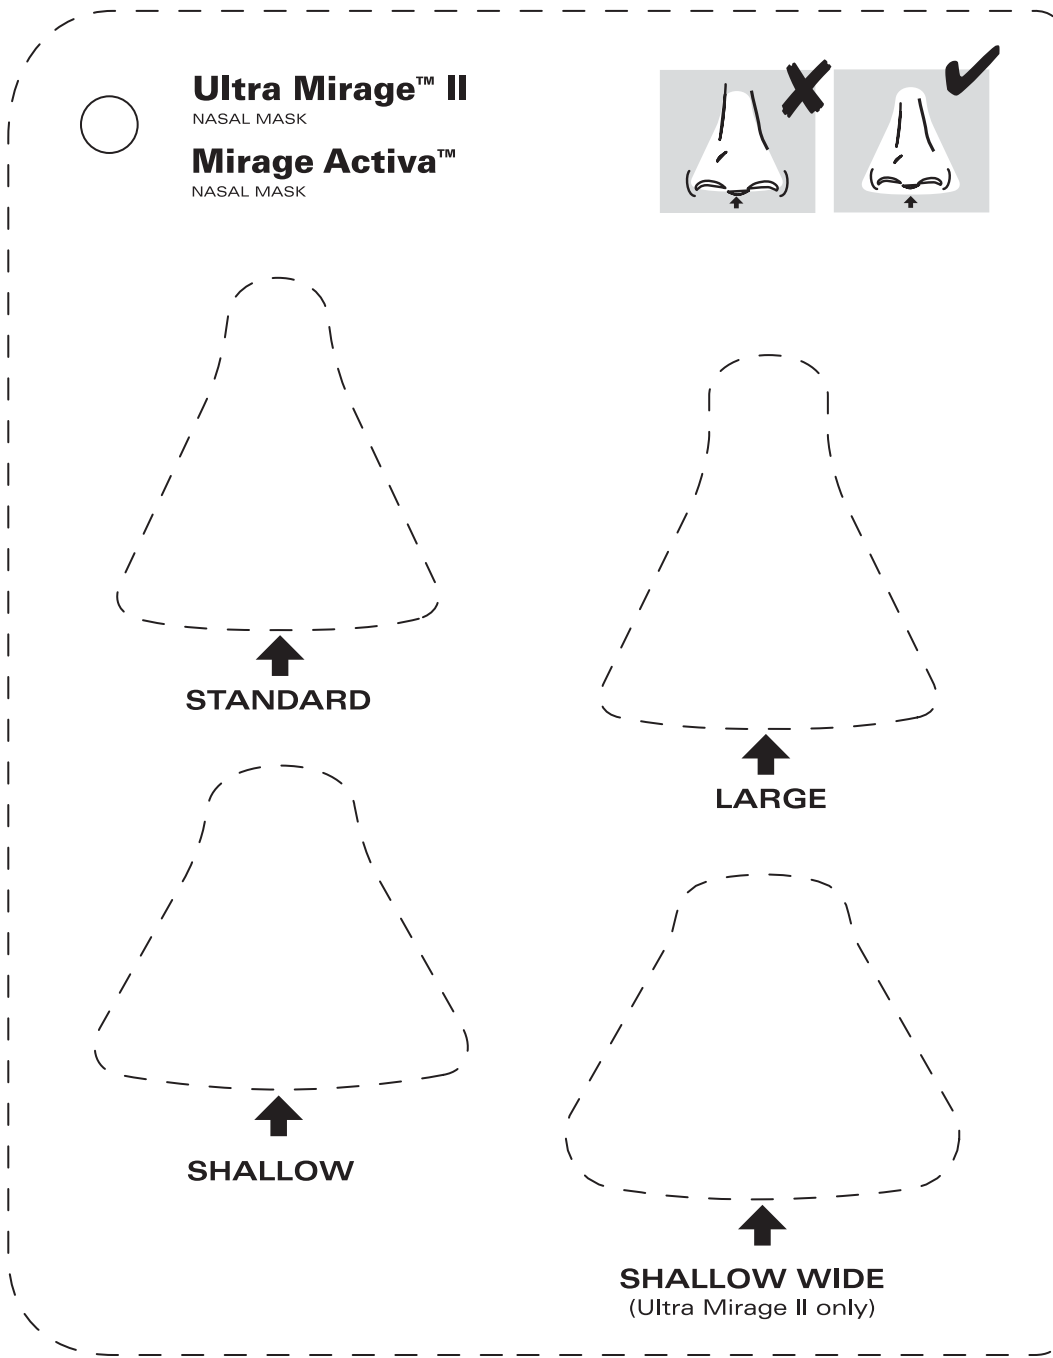 Ultra Mirage™ II
NASAL MASK
Mirage Activa™
NASAL MASK
STANDARD
LARGE
SHALLOW
SHALLOW WIDE
(Ultra Mirage II only)